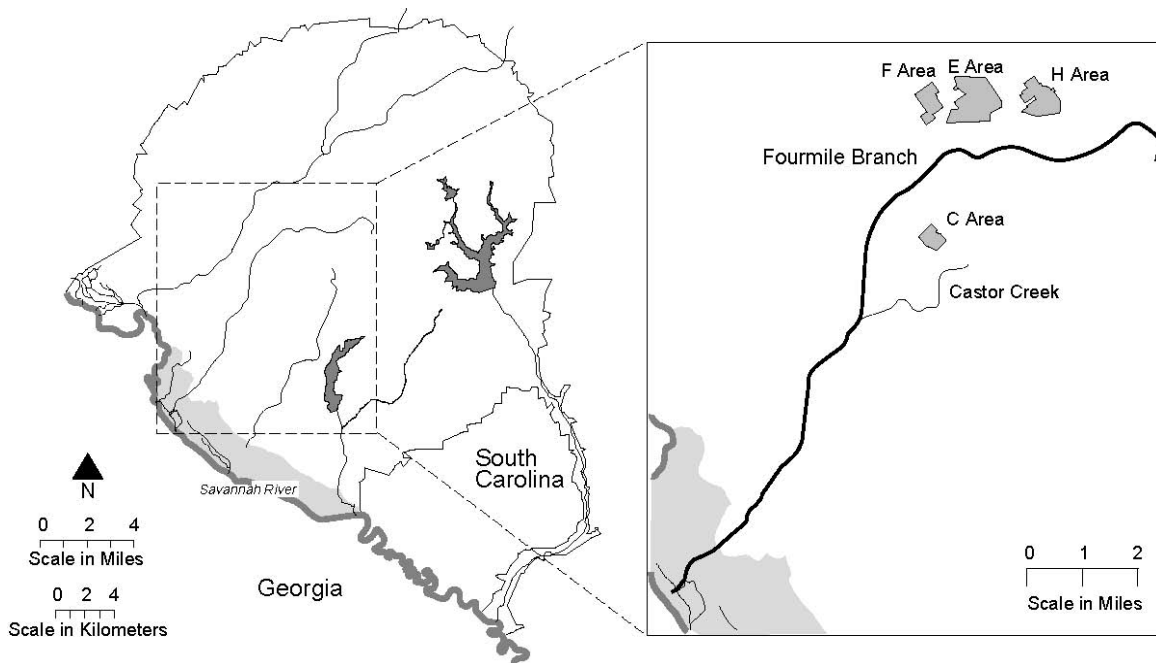 F Area
E Area
H Area
Fourmile Branch
C Area
Castor Creek
South
Carolina
Savannah River
Georgia
N
0 2 4
Scale in Miles
0 2 4
Scale in Kilometers
0 1 2
Scale in Miles